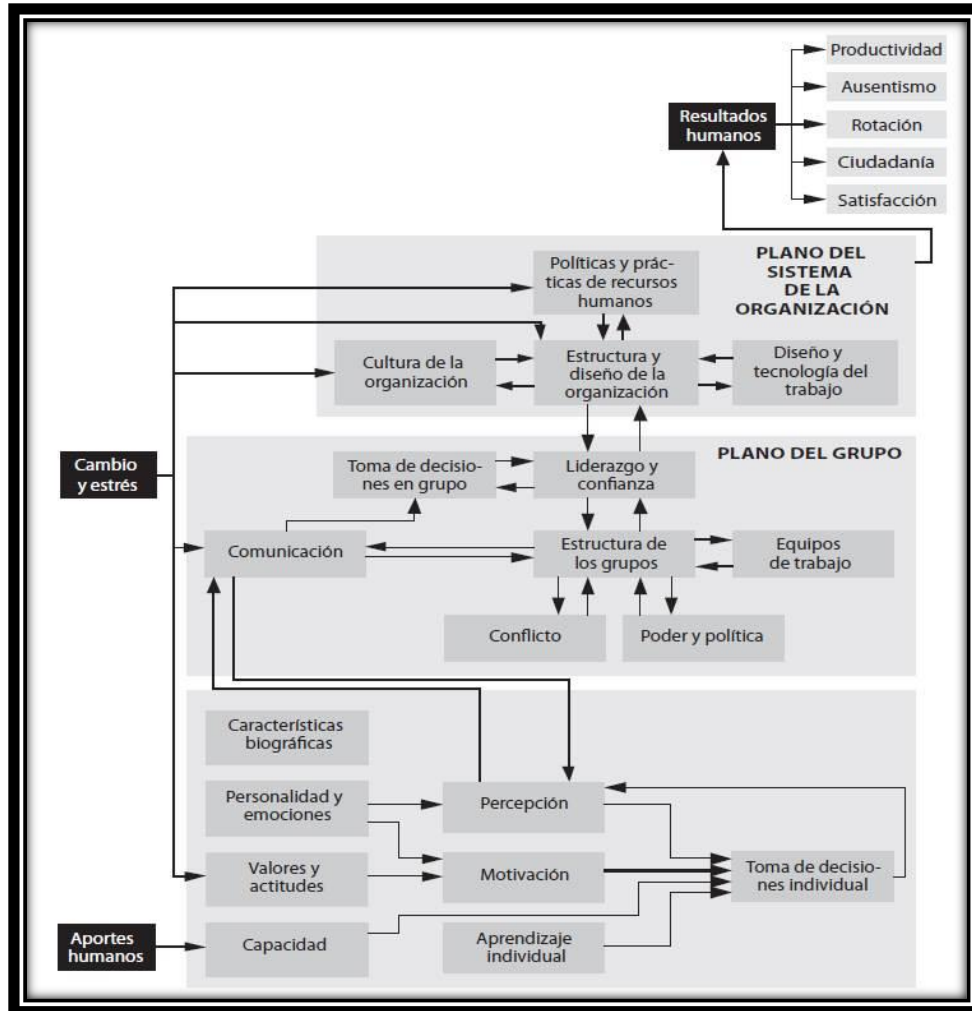 Productividad
Ausentismo
Resultados
humanos
Rotación
Ciudadanía
Satisfacción
PLANO DEL
SISTEMA
DE LA
ORGANIZACIÓN
Políticas y prác-
ticas de recursos
humanos
Cultura de la
organización
Estructura y
diseño de la
organización
Diseño y
tecnología del
trabajo
PLANO DEL GRUPO
Cambio
y estrés
Toma de decisio-
nes en grupo
Liderazgo y
confianza
Comunicación
Estructura de
los grupos
Equipos
de trabajo
Conflicto
Poder y política
Características
biográficas
Personalidad y
emociones
Percepción
Valores y
actitudes
Motivación
Toma de decisio-
nes individual
Aportes
humanos
Capacidad
Aprendizaje
individual